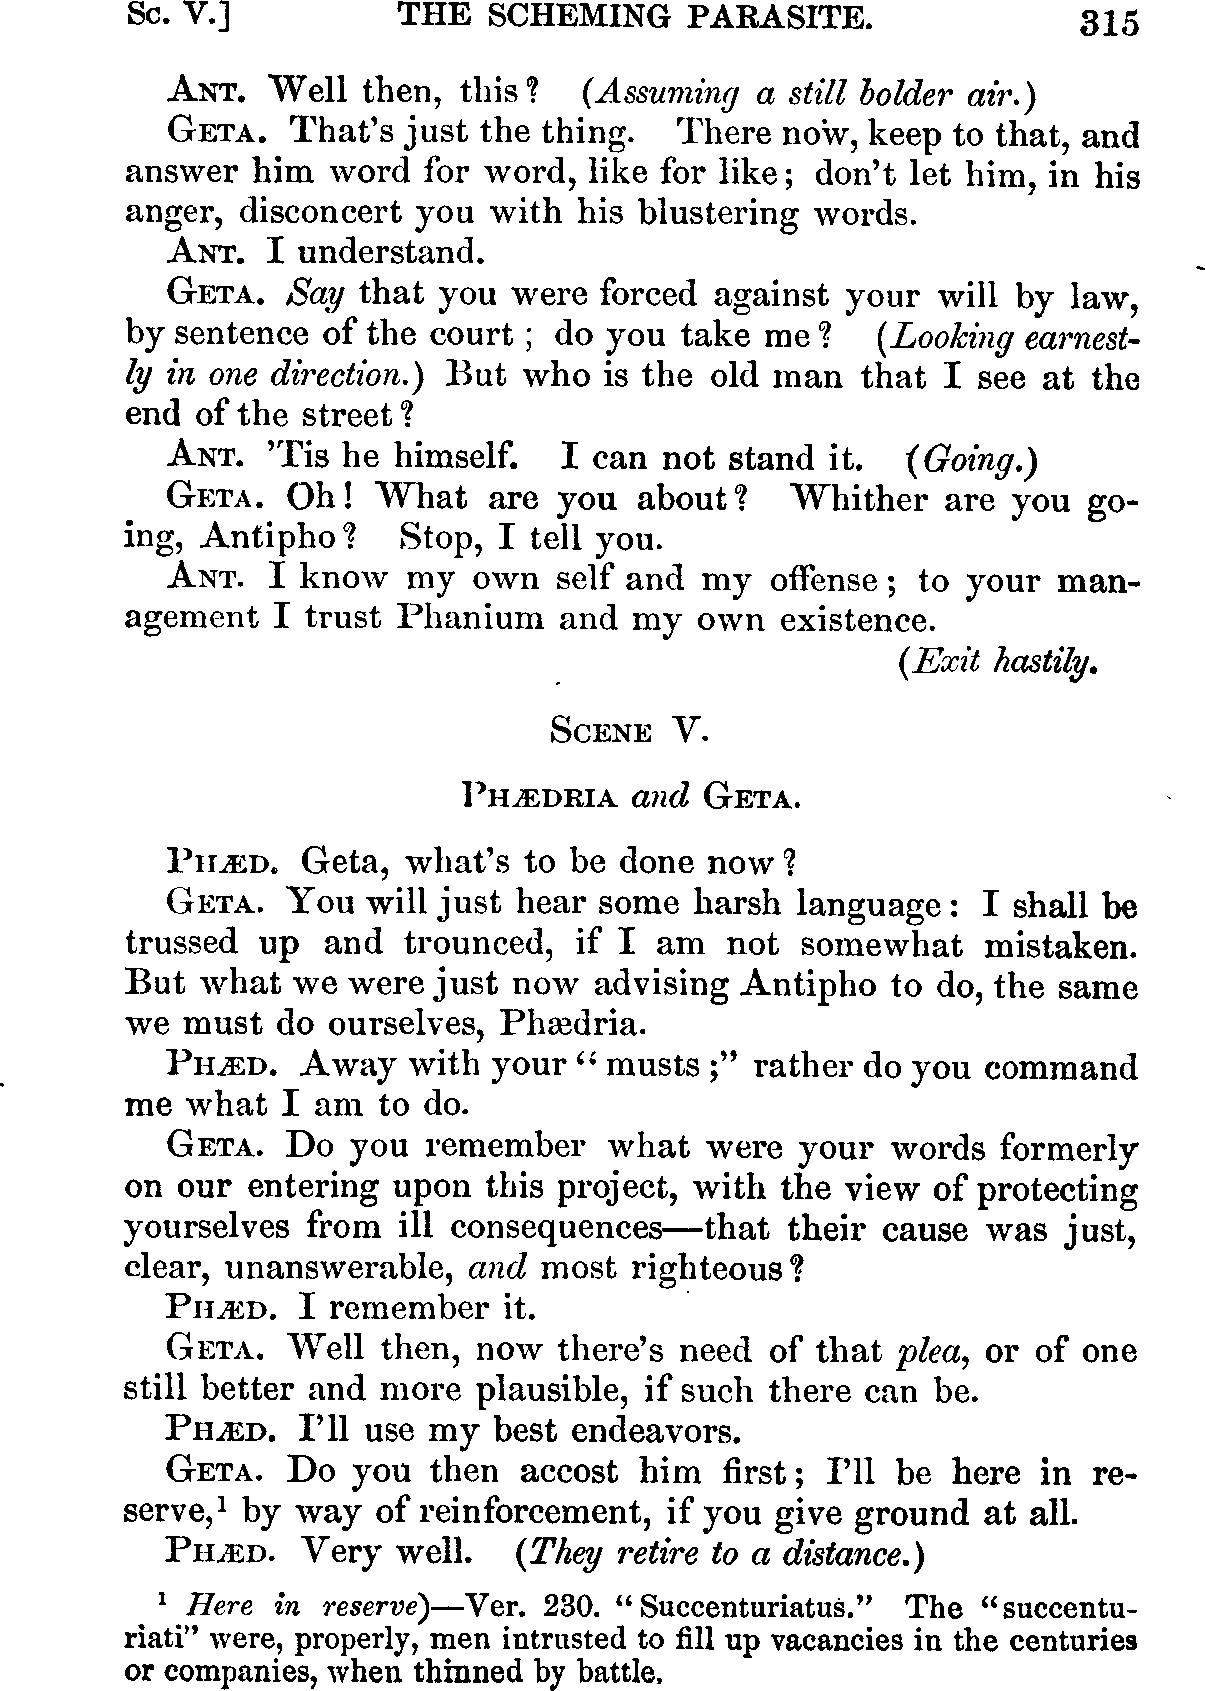 Sc. V.] THE SCHEMING PARASITE. 315
ANT. Well then, this? (Assuming a still bolder air.)
GETA. That's just the thing. There now, keep to that, and
answer him word for word, like for like; don't let him, in his
anger, disconcert you with his blustering words.
ANT. I understand.
GETA. Say that you were forced against your will by law,
by sentence of the court; do you take me? (Looking earnest-
ly in one direction.) But who is the old man that I see at the
end of the street?
ANT. 'Tis he himself. I can not stand it. (Going.)
GETA. Oh! What are you about? Whither are you go-
ing, Antipho? Stop, I tell you.
ANT. I know my own self and my offense; to your man-
agement I trust Phanium and my own existence.
(Exit hastily.
SCENE V.
PHÆDRIA and GETA.
PHÆD. Geta, what's to be done now?
GETA. You will just hear some harsh language: I shall be
trussed up and trounced, if I am not somewhat mistaken.
But what we were just now advising Antipho to do, the same
we must do ourselves, Phædria.
PHÆD. Away with your "musts;" rather do you command
me what I am to do.
GETA. Do you remember what were your words formerly
on our entering upon this project, with the view of protecting
yourselves from ill consequences—that their cause was just,
clear, unanswerable, and most righteous?
PHÆD. I remember it.
GETA. Well then, now there's need of that plea, or of one
still better and more plausible, if such there can be.
PHÆD. I'll use my best endeavors.
GETA. Do you then accost him first; I'll be here in re-
serve,¹ by way of reinforcement, if you give ground at all.
PHÆD. Very well. (They retire to a distance.)
¹ Here in reserve)—Ver. 230. "Succenturiatus." The "succentu-
riati" were, properly, men intrusted to fill up vacancies in the centuries
or companies, when thinned by battle.